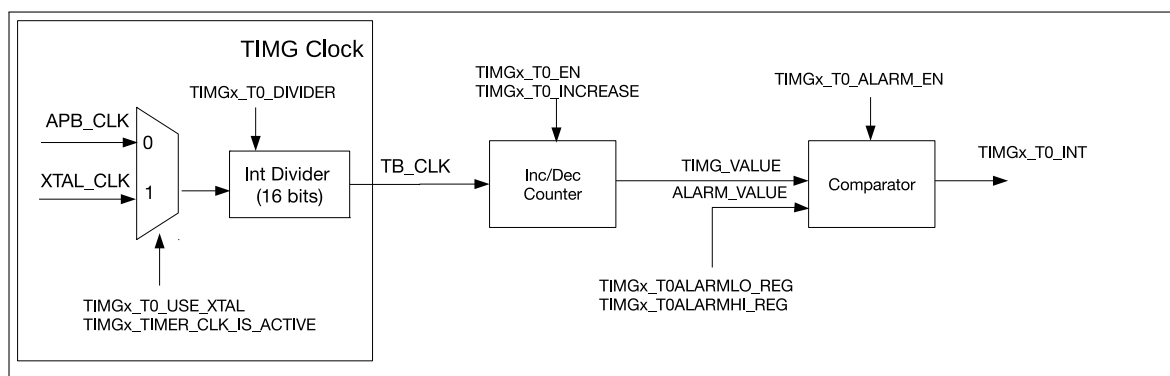 TIMG Clock
TIMGx_T0_DIVIDER
APB_CLK
0
XTAL_CLK
1
Int Divider
(16 bits)
TIMGx_T0_USE_XTAL
TIMGx_TIMER_CLK_IS_ACTIVE
TB_CLK
TIMGx_T0_EN
TIMGx_T0_INCREASE
Inc/Dec
Counter
TIMG_VALUE
ALARM_VALUE
TIMGx_T0ALARMLO_REG
TIMGx_T0ALARMHI_REG
TIMGx_T0_ALARM_EN
Comparator
TIMGx_T0_INT